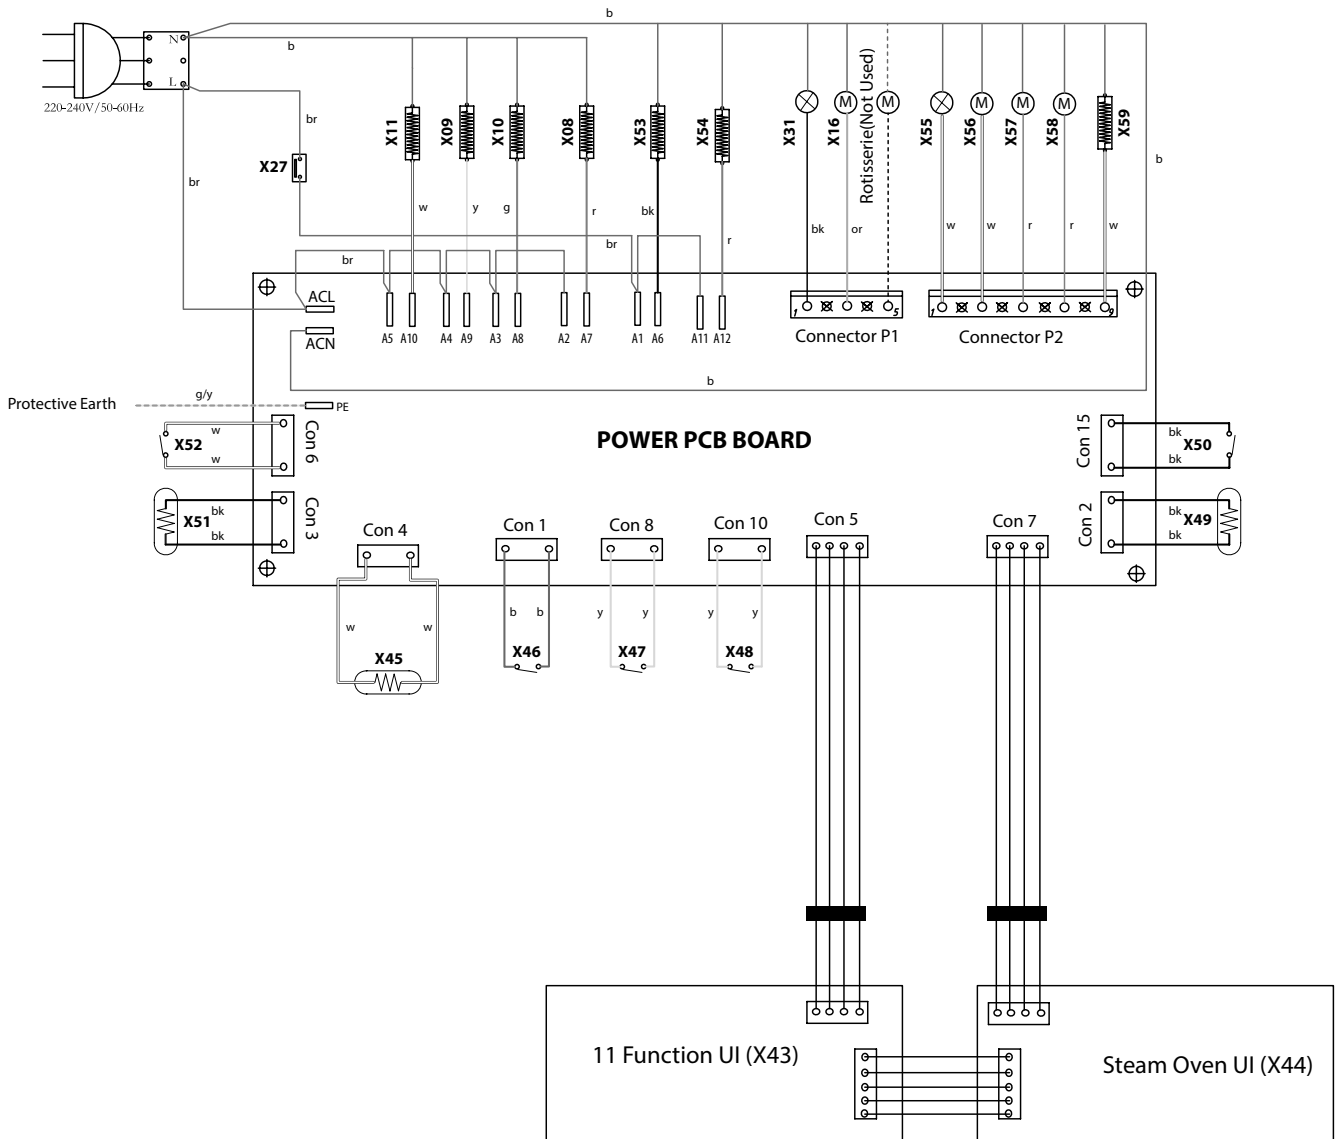 b
N
b
L
220-240V/50-60Hz
br
X27
br
X11
X09
X10
X08
X53
X54
X31
M
X16
M
Rotisserie(Not Used)
X55
M
X56
M
X57
M
X58
X59
b
w
y
g
r
bk
r
bk
or
w
w
r
r
w
br
br
ACL
ACN
A5
A10
A4
A9
A3
A8
A2
A7
A1
A6
A11
A12
1
5
Connector P1
1
9
Connector P2
b
Protective Earth
g/y
PE
POWER PCB BOARD
w
X52
w
Con 6
Con 15
bk
X50
bk
bk
X51
bk
Con 3
Con 2
bk
X49
bk
Con 4
Con 1
Con 8
Con 10
Con 5
Con 7
w
w
X45
b
b
X46
y
y
X47
y
y
X48
11 Function UI (X43)
Steam Oven UI (X44)